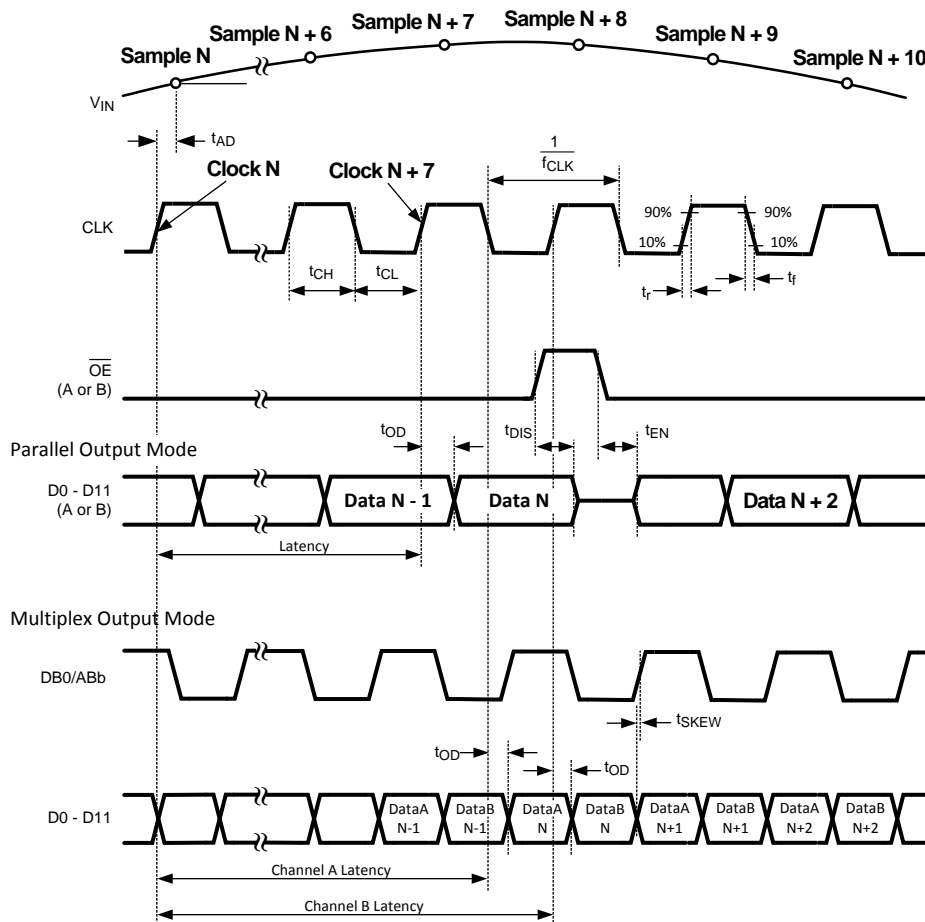 Sample N
Sample N + 6
Sample N + 7
Sample N + 8
Sample N + 9
Sample N + 10
VIN
tAD
Clock N
Clock N + 7
1
fCLK
CLK
90%
90%
10%
10%
tCH
tCL
tr
tf
OE
(A or B)
tOD
tDIS
tEN
Parallel Output Mode
D0 - D11
(A or B)
Data N - 1
Data N
Data N + 2
Latency
Multiplex Output Mode
DB0/ABb
tSKEW
tOD
tOD
D0 - D11
DataA
N-1
DataB
N-1
DataA
N
DataB
N
DataA
N+1
DataB
N+1
DataA
N+2
DataB
N+2
Channel A Latency
Channel B Latency